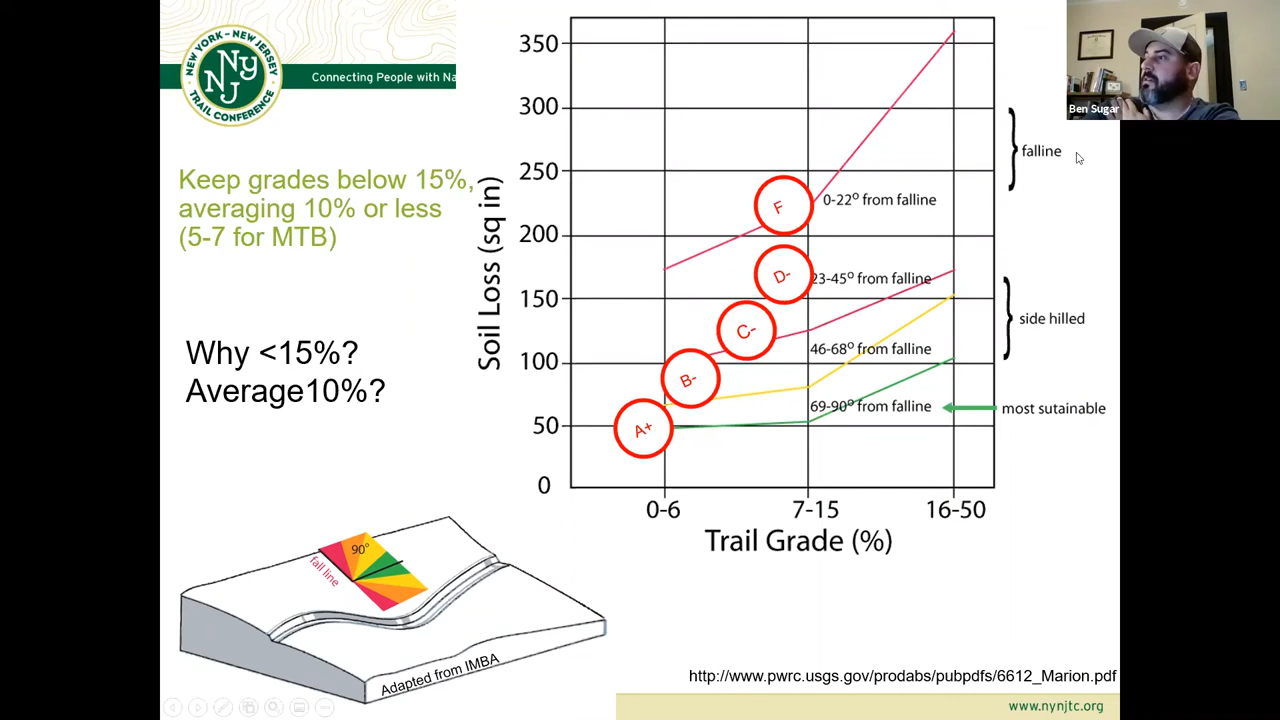 NEW YORK – NEW JERSEY
NY
NJ
TRAIL CONFERENCE
Connecting People with Na
Ben Sugar
Keep grades below 15%,
averaging 10% or less
(5-7 for MTB)
Why <15%?
Average10%?
Soil Loss (sq in)
350
300
250
200
150
100
50
0
0-6
7-15
16-50
Trail Grade (%)
F
D-
C-
B-
A+
0-22º from falline
23-45º from falline
46-68º from falline
69-90º from falline
falline
side hilled
most sutainable
90°
fall line
Adapted from IMBA
http://www.pwrc.usgs.gov/prodabs/pubpdfs/6612_Marion.pdf
www.nynjtc.org